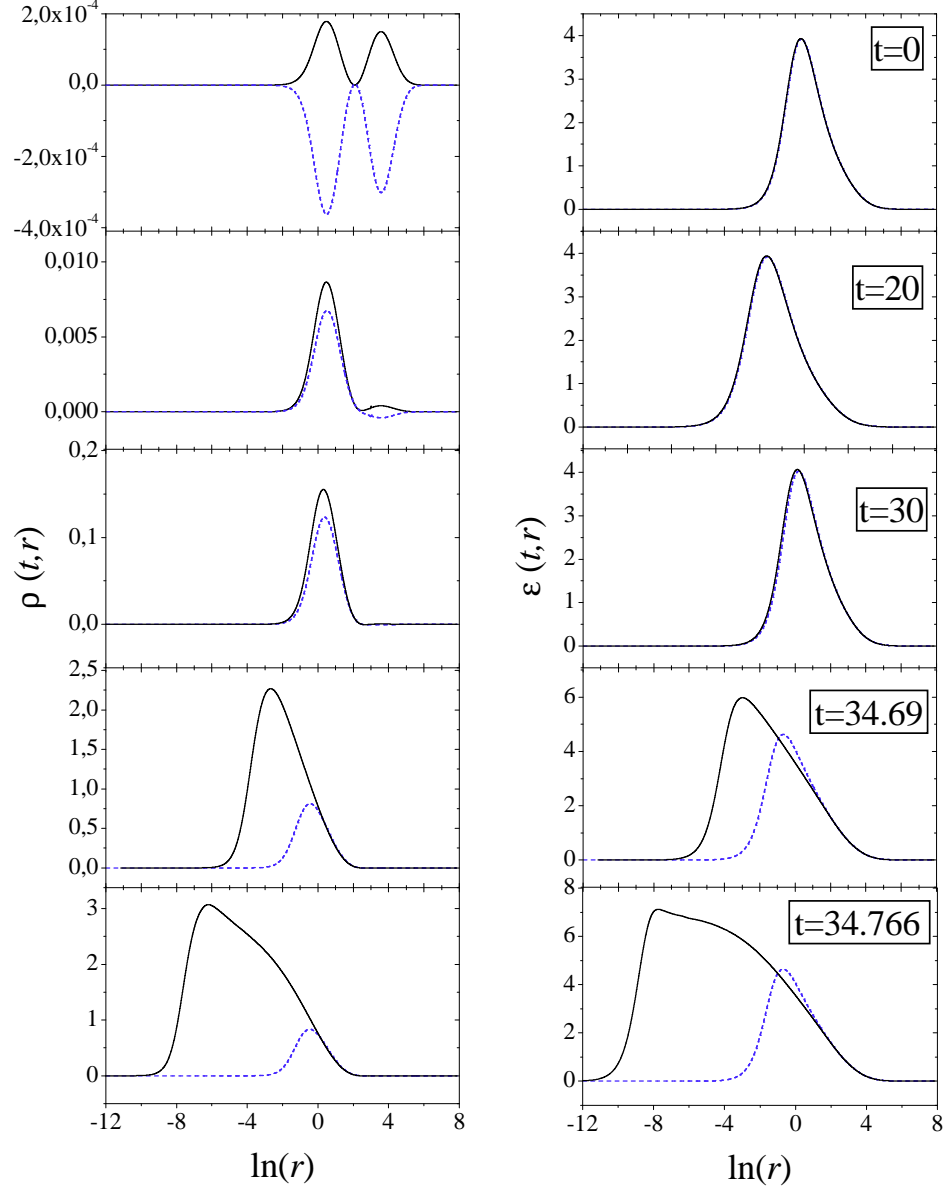 2,0x10⁻⁴
0,0
-2,0x10⁻⁴
-4,0x10⁻⁴
0,010
0,005
0,000
0,2
0,1
0,0
2,5
2,0
1,5
1,0
0,5
0,0
3
2
1
0
-12 -8 -4 0 4 8
ln(r)
ρ (t,r)
4
3
2
1
0
t=0
4
3
2
1
0
t=20
4
3
2
1
0
t=30
6
4
2
0
t=34.69
8
6
4
2
0
t=34.766
-12 -8 -4 0 4 8
ln(r)
ε (t,r)